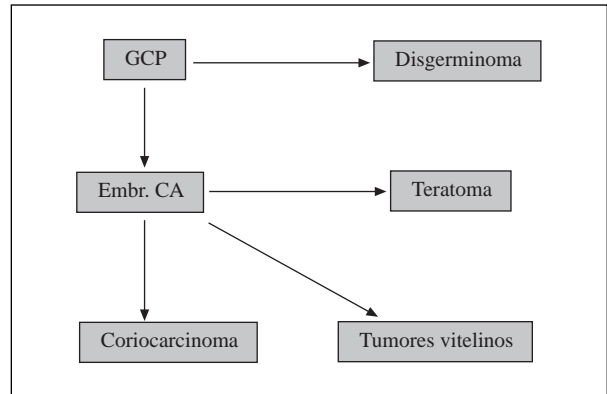 GCP
Disgerminoma
Embr. CA
Teratoma
Coriocarcinoma
Tumores vitelinos